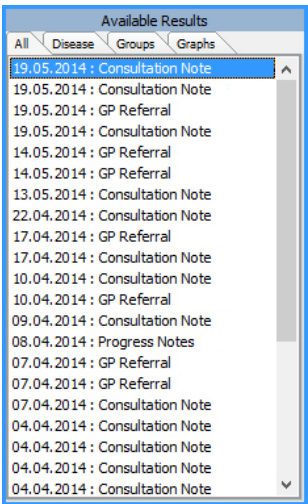 Available Results
All Disease Groups Graphs
19.05.2014 : Consultation Note
19.05.2014 : Consultation Note
19.05.2014 : GP Referral
19.05.2014 : Consultation Note
14.05.2014 : GP Referral
14.05.2014 : GP Referral
13.05.2014 : Consultation Note
22.04.2014 : Consultation Note
17.04.2014 : GP Referral
17.04.2014 : Consultation Note
10.04.2014 : Consultation Note
10.04.2014 : GP Referral
09.04.2014 : Consultation Note
08.04.2014 : Progress Notes
07.04.2014 : GP Referral
07.04.2014 : GP Referral
07.04.2014 : Consultation Note
04.04.2014 : Consultation Note
04.04.2014 : Consultation Note
04.04.2014 : Consultation Note
04.04.2014 : Consultation Note